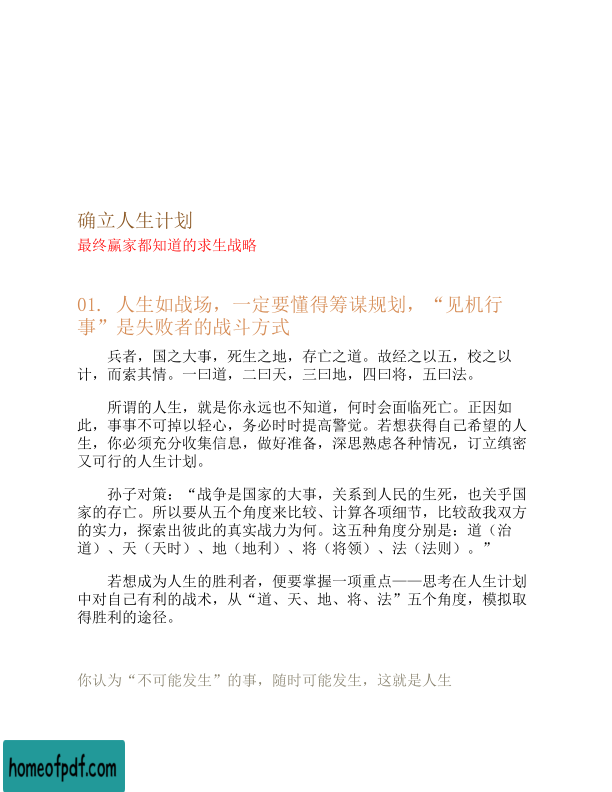 确立人生计划
最终赢家都知道的求生战略
01. 人生如战场，一定要懂得筹谋规划，“见机行
事”是失败者的战斗方式
兵者，国之大事，死生之地，存亡之道。故经之以五，校之以
计，而索其情。一曰道，二曰天，三曰地，四曰将，五曰法。
所谓的人生，就是你永远也不知道，何时会面临死亡。正因如
此，事事不可掉以轻心，务必时时提高警觉。若想获得自己希望的人
生，你必须充分收集信息，做好准备，深思熟虑各种情况，订立缜密
又可行的人生计划。
孙子对策：“战争是国家的大事，关系到人民的生死，也关乎国
家的存亡。所以要从五个角度来比较、计算各项细节，比较敌我双方
的实力，探索出彼此的真实战力为何。这五种角度分别是：道（治
道）、天（天时）、地（地利）、将（将领）、法（法则）。”
若想成为人生的胜利者，便要掌握一项重点——思考在人生计划
中对自己有利的战术，从“道、天、地、将、法”五个角度，模拟取
得胜利的途径。
你认为“不可能发生”的事，随时可能发生，这就是人生
homeofpdf.com